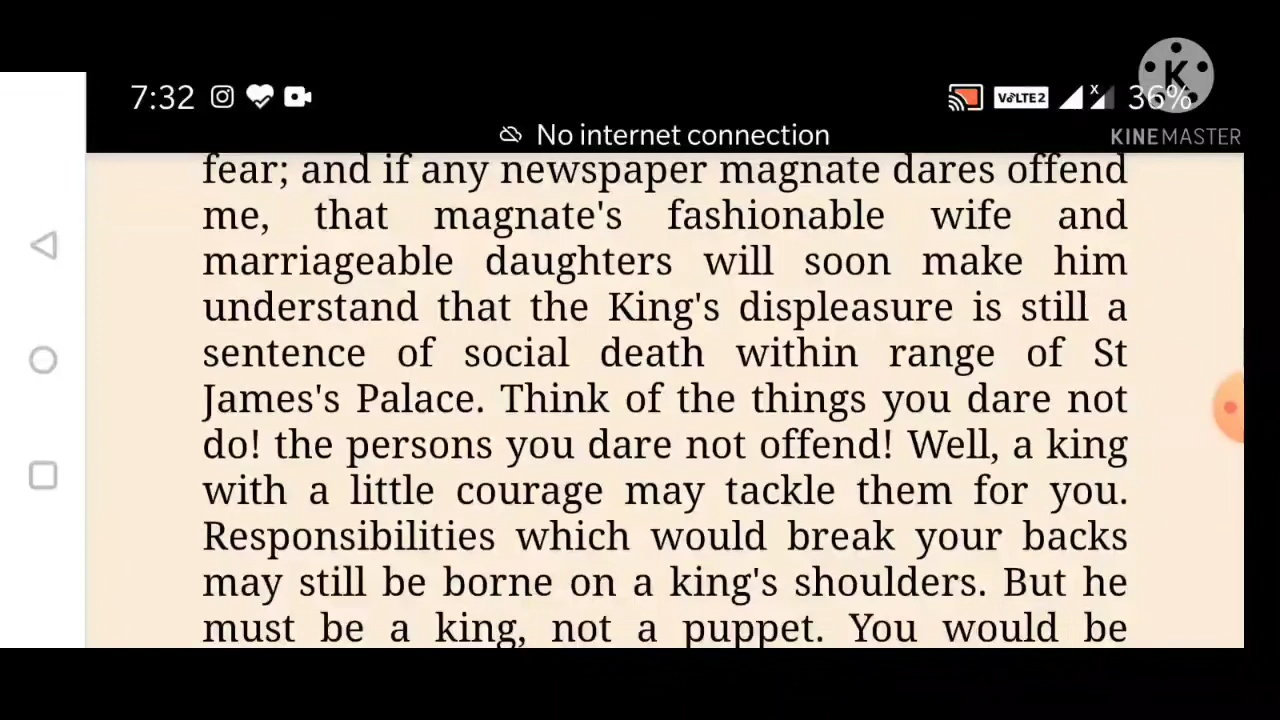 7:32
VoLTE2
36%
K
KINEMASTER
No internet connection
fear; and if any newspaper magnate dares offend
me, that magnate's fashionable wife and
marriageable daughters will soon make him
understand that the King's displeasure is still a
sentence of social death within range of St
James's Palace. Think of the things you dare not
do! the persons you dare not offend! Well, a king
with a little courage may tackle them for you.
Responsibilities which would break your backs
may still be borne on a king's shoulders. But he
must be a king, not a puppet. You would be